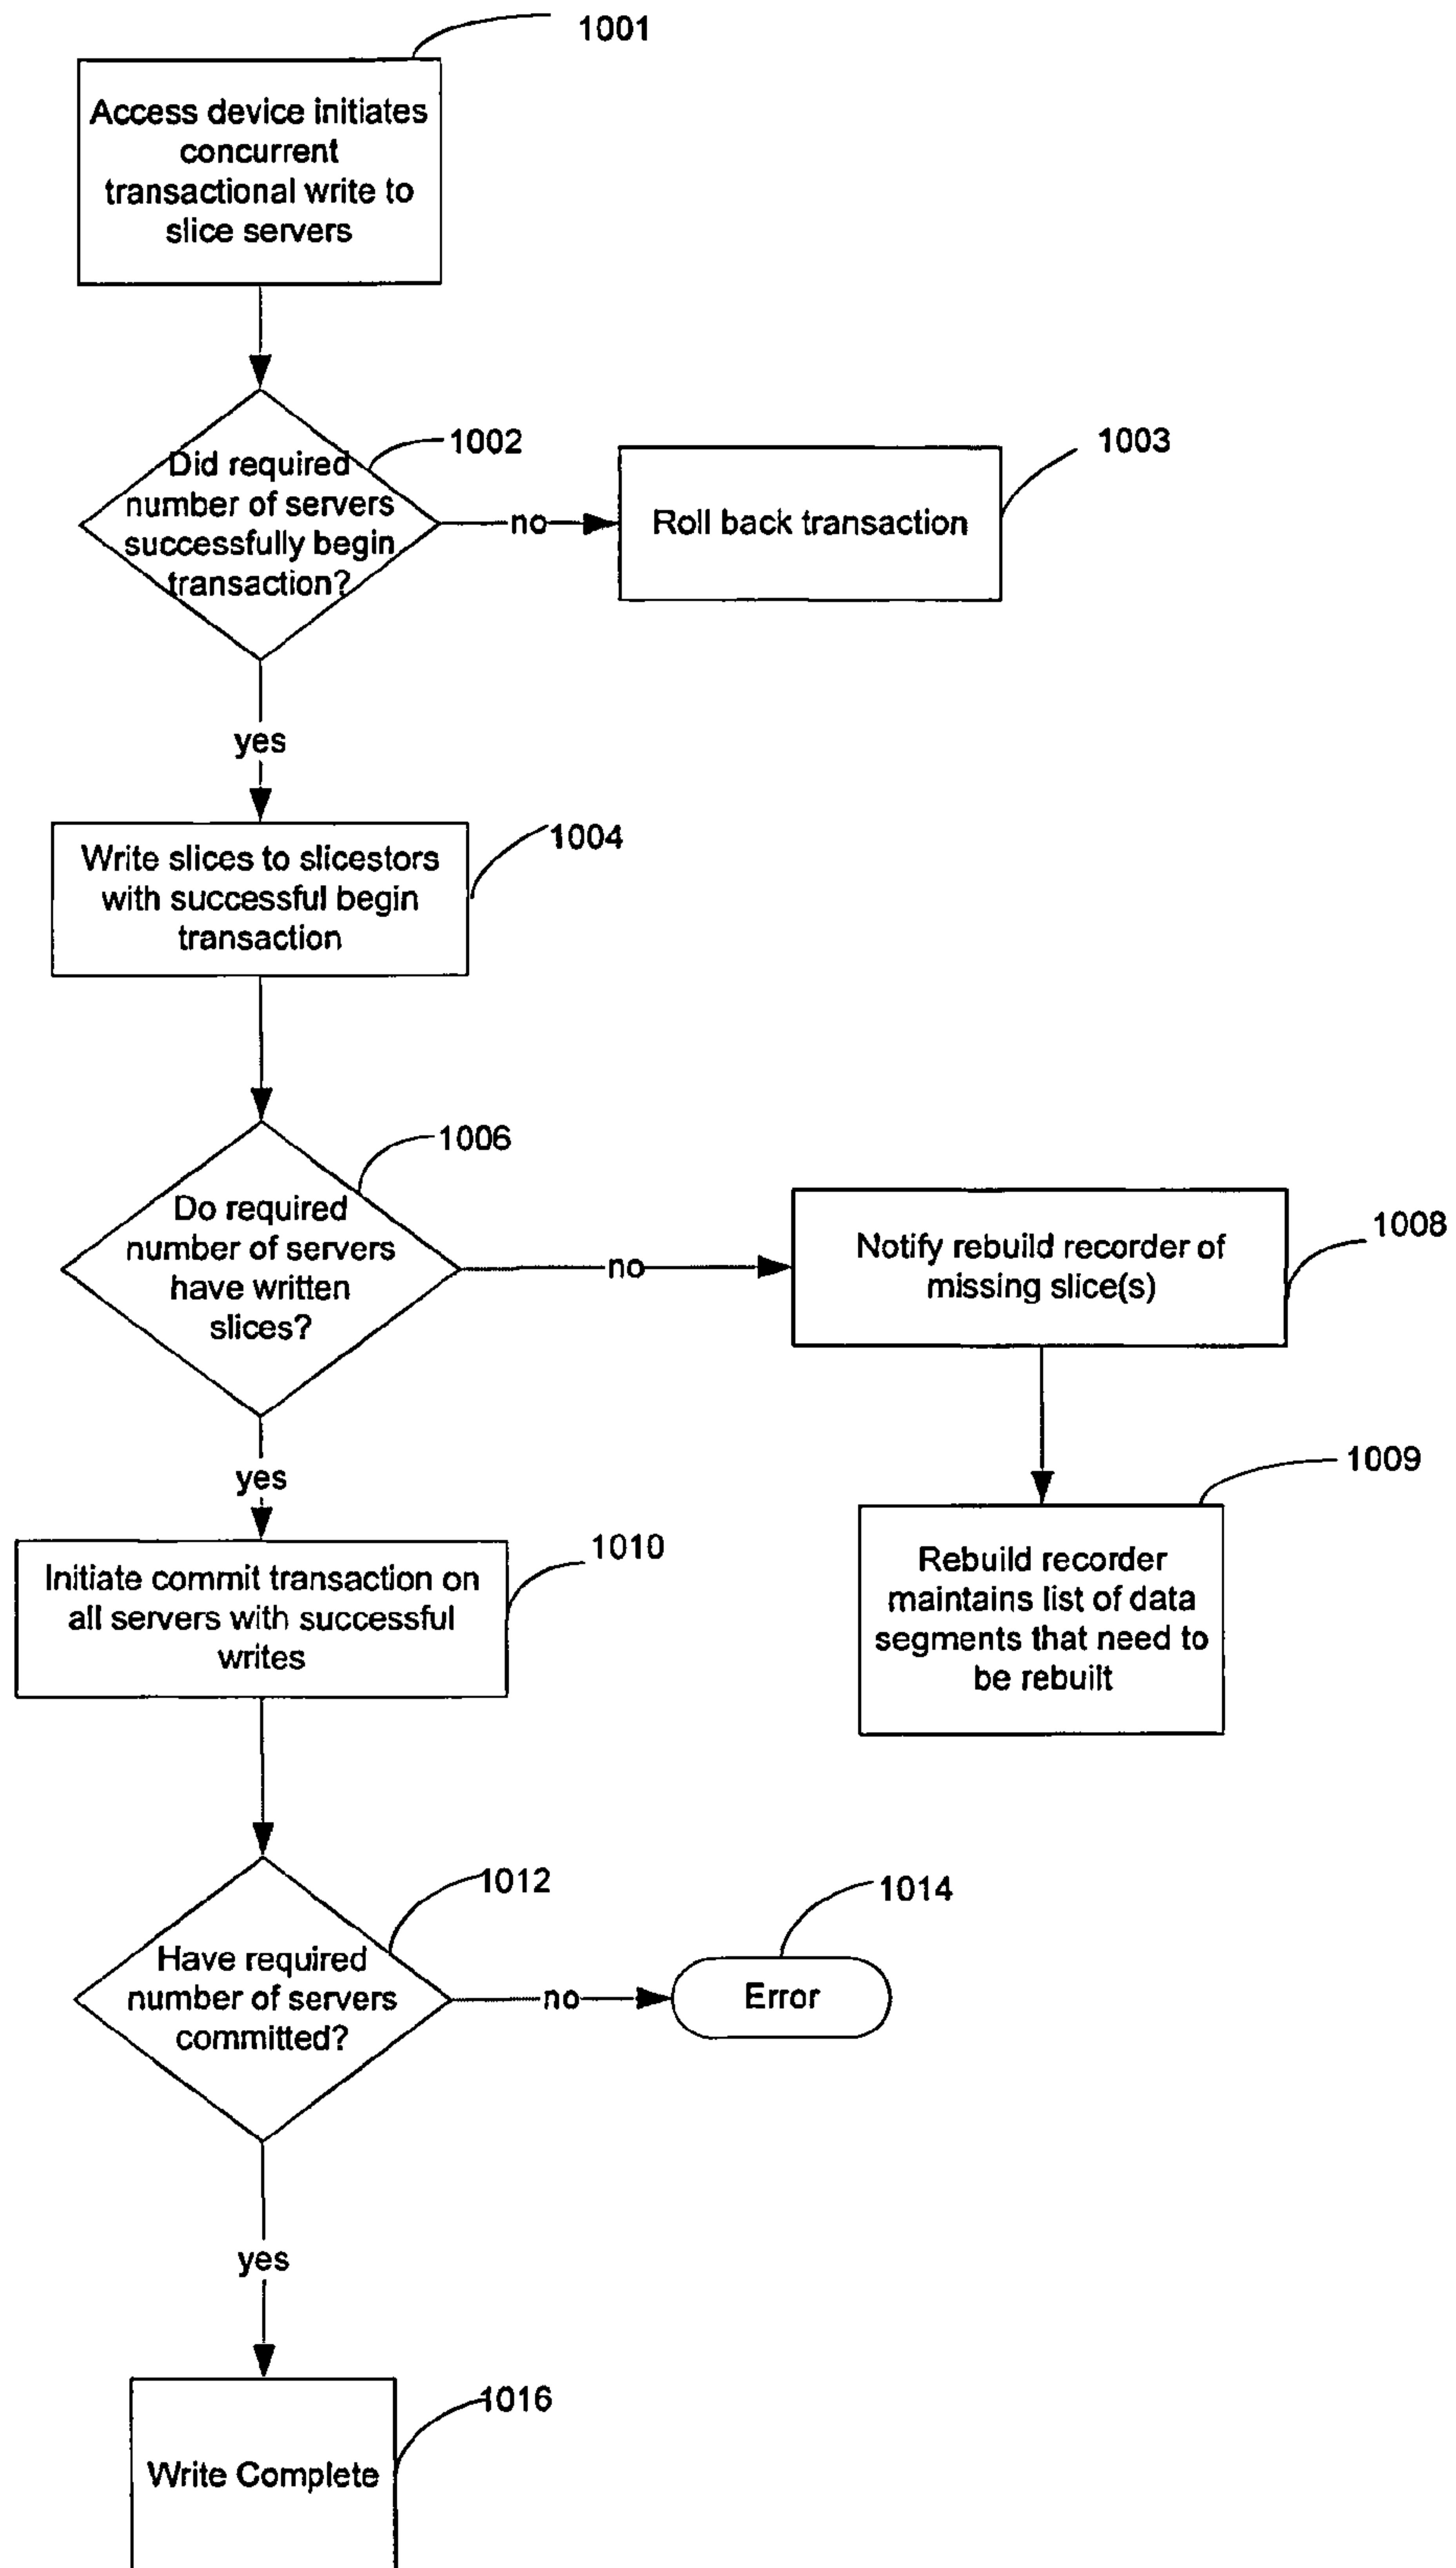 1001
Access device initiates
concurrent
transactional write to
slice servers
1002
Did required
number of servers
successfully begin
transaction?
no
1003
Roll back transaction
yes
1004
Write slices to slicestors
with successful begin
transaction
1006
Do required
number of servers
have written
slices?
no
1008
Notify rebuild recorder of
missing slice(s)
yes
1009
Rebuild recorder
maintains list of data
segments that need to
be rebuilt
1010
Initiate commit transaction on
all servers with successful
writes
1012
Have required
number of servers
committed?
no
1014
Error
yes
1016
Write Complete